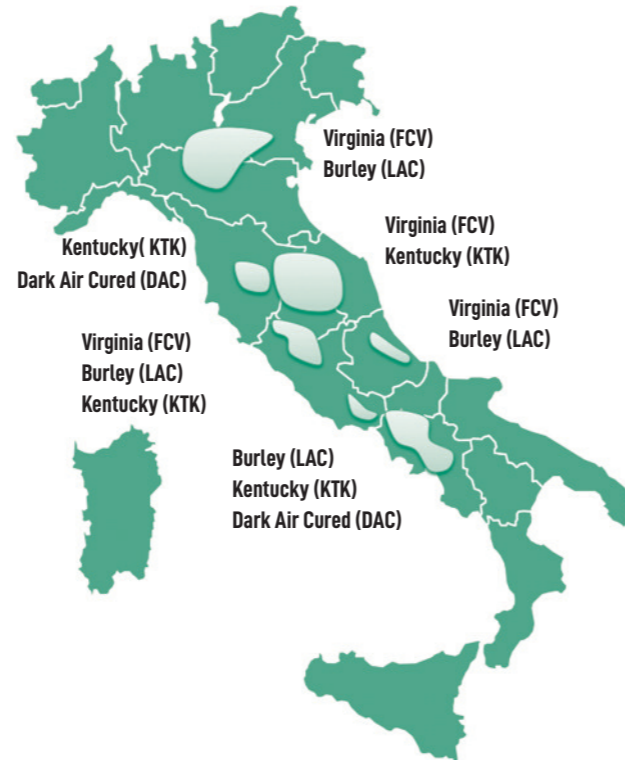 Virginia (FCV)
Burley (LAC)
Virginia (FCV)
Kentucky (KTK)
Kentucky( KTK)
Dark Air Cured (DAC)
Virginia (FCV)
Burley (LAC)
Virginia (FCV)
Burley (LAC)
Kentucky (KTK)
Burley (LAC)
Kentucky (KTK)
Dark Air Cured (DAC)